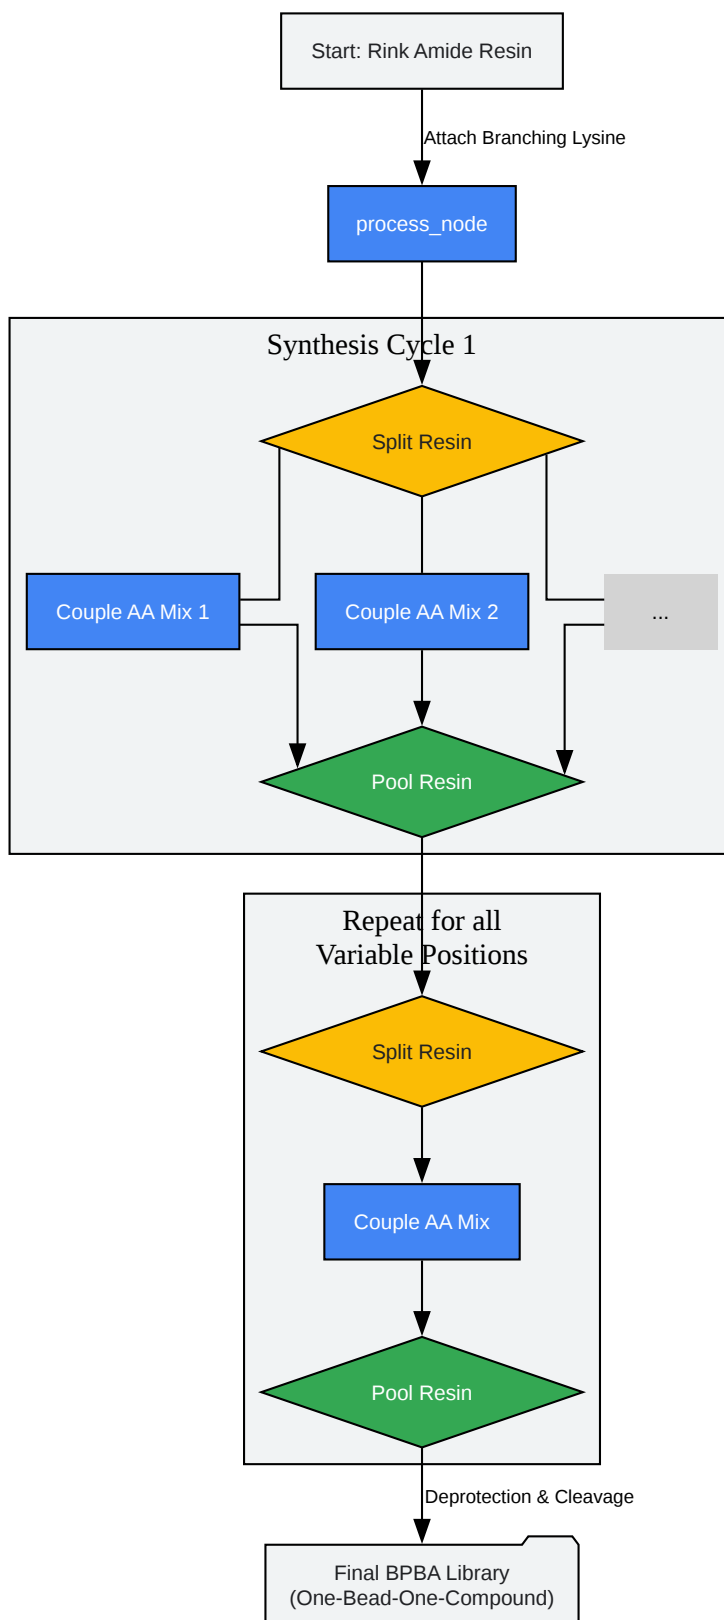 Start: Rink Amide Resin
Attach Branching Lysine
process_node
Synthesis Cycle 1
Split Resin
Couple AA Mix 1
Couple AA Mix 2
...
Pool Resin
Repeat for all
Variable Positions
Split Resin
Couple AA Mix
Pool Resin
Deprotection & Cleavage
Final BPBA Library
(One-Bead-One-Compound)